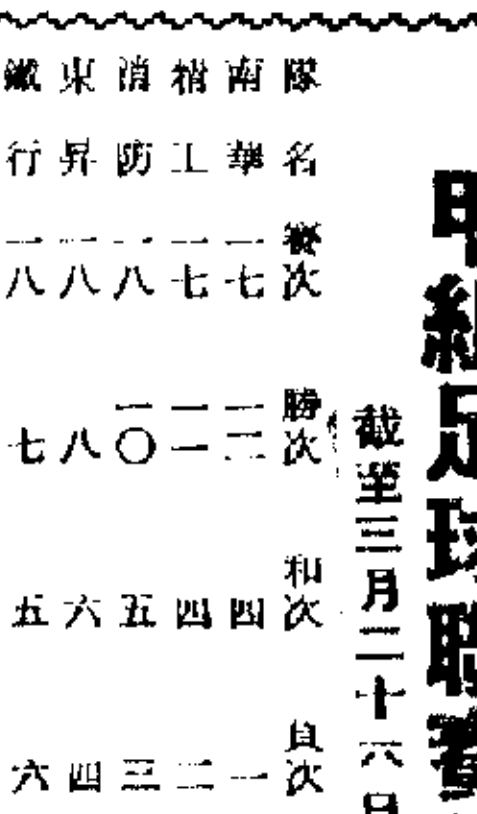 甲組足球聯賽
截至三月二十六日
隊名 賽次 勝次 和次 負次
南華 一七 一二 四 一
精工 一七 一一 四 二
消防 一八 一〇 五 三
東昇 一八 八 六 四
鐵行 一八 七 五 六